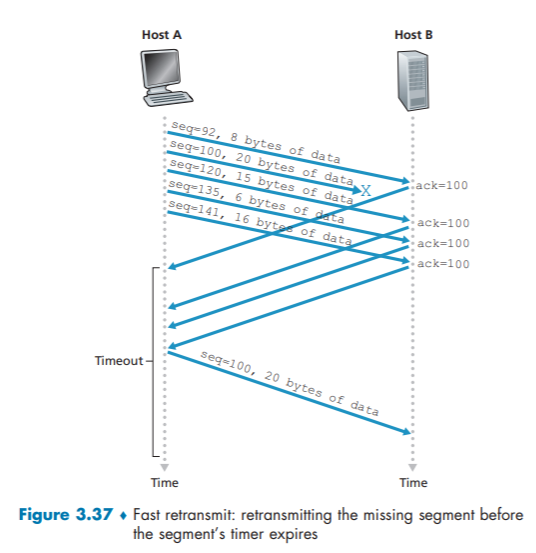 Host A
Host B
seq=92, 8 bytes of data
seq=100, 20 bytes of data
X
seq=120, 15 bytes of data
seq=135, 6 bytes of data
seq=141, 16 bytes of data
ack=100
ack=100
ack=100
ack=100
Timeout
seq=100, 20 bytes of data
Time
Time
Figure 3.37 ♦ Fast retransmit: retransmitting the missing segment before
the segment's timer expires